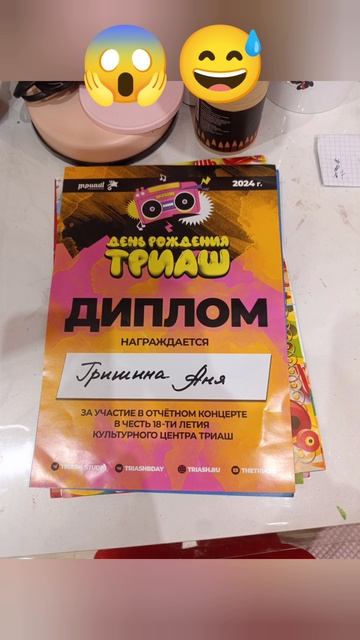 триаш
2024 г.
ДЕНЬ РОЖДЕНИЯ
ТРИАШ
ДИПЛОМ
НАГРАЖДАЕТСЯ
Гришина Аня
ЗА УЧАСТИЕ В ОТЧЁТНОМ КОНЦЕРТЕ
В ЧЕСТЬ 18-ТИ ЛЕТИЯ
КУЛЬТУРНОГО ЦЕНТРА ТРИАШ
TRIASHBDAY
TRIASH.RU